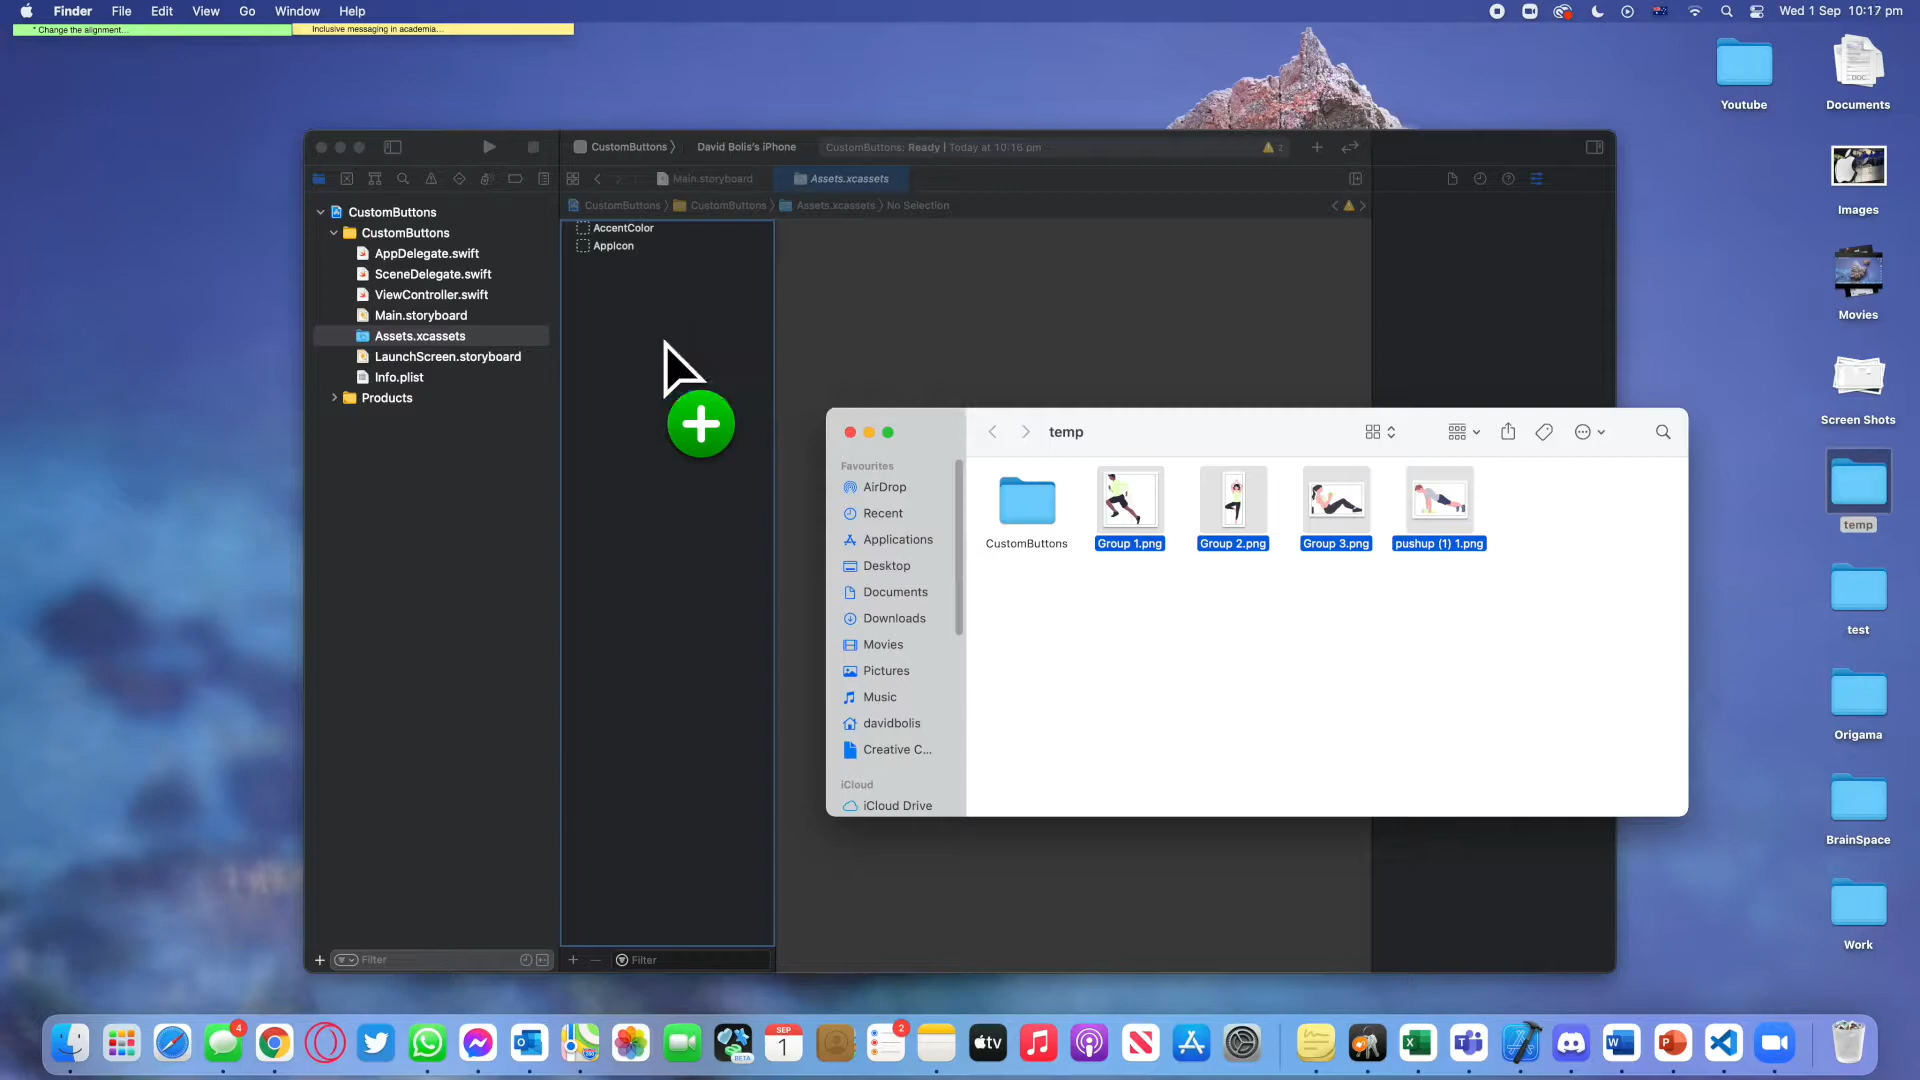 Finder File Edit View Go Window Help
Wed 1 Sep 10:17 pm
* Change the alignment...
Inclusive messaging in academia...
Youtube
Documents
Images
Movies
Screen Shots
temp
test
Origama
BrainSpace
Work
CustomButtons
David Bolis's iPhone
CustomButtons: Ready | Today at 10:16 pm
2
Main.storyboard
Assets.xcassets
CustomButtons
CustomButtons
Assets.xcassets
No Selection
CustomButtons
CustomButtons
AppDelegate.swift
SceneDelegate.swift
ViewController.swift
Main.storyboard
Assets.xcassets
LaunchScreen.storyboard
Info.plist
Products
Filter
AccentColor
AppIcon
Filter
temp
Favourites
AirDrop
Recent
Applications
Desktop
Documents
Downloads
Movies
Pictures
Music
davidbolis
Creative C...
iCloud
iCloud Drive
CustomButtons
Group 1.png
Group 2.png
Group 3.png
pushup (1) 1.png
4
BETA
SEP
1
2
tv